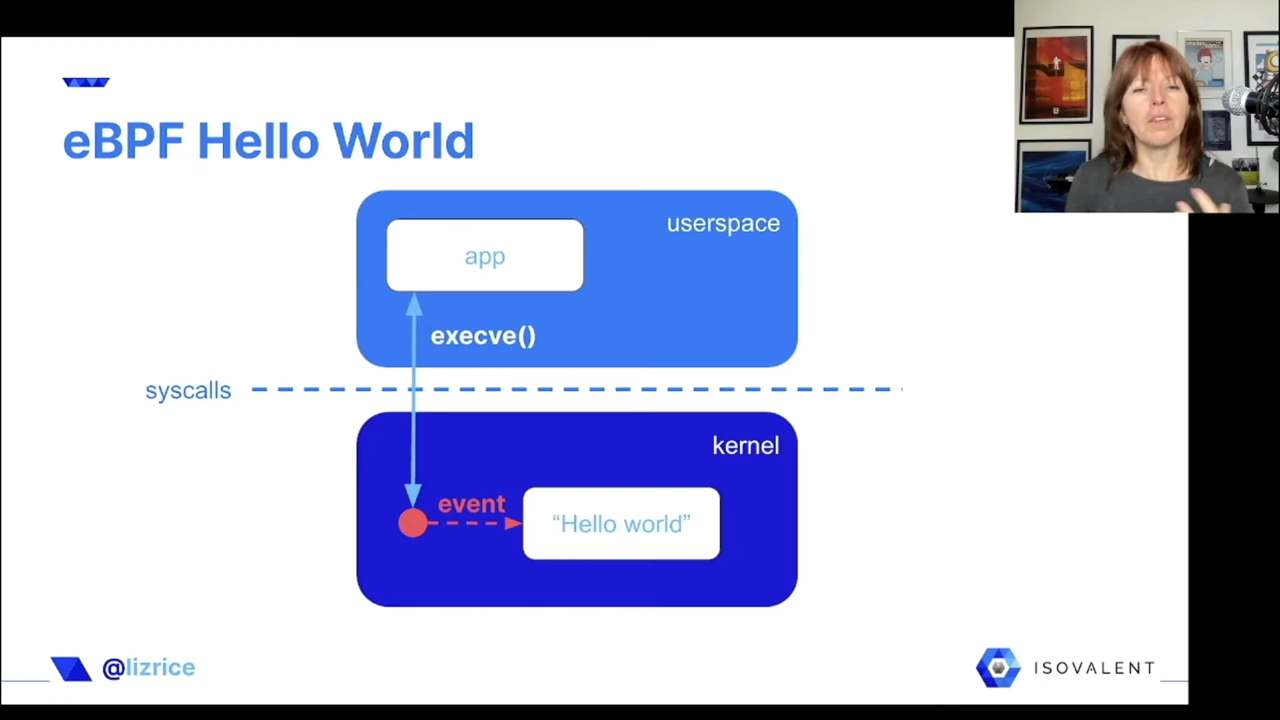 eBPF Hello World
userspace
app
execve()
syscalls
kernel
event
“Hello world”
@lizrice
ISOVALENT